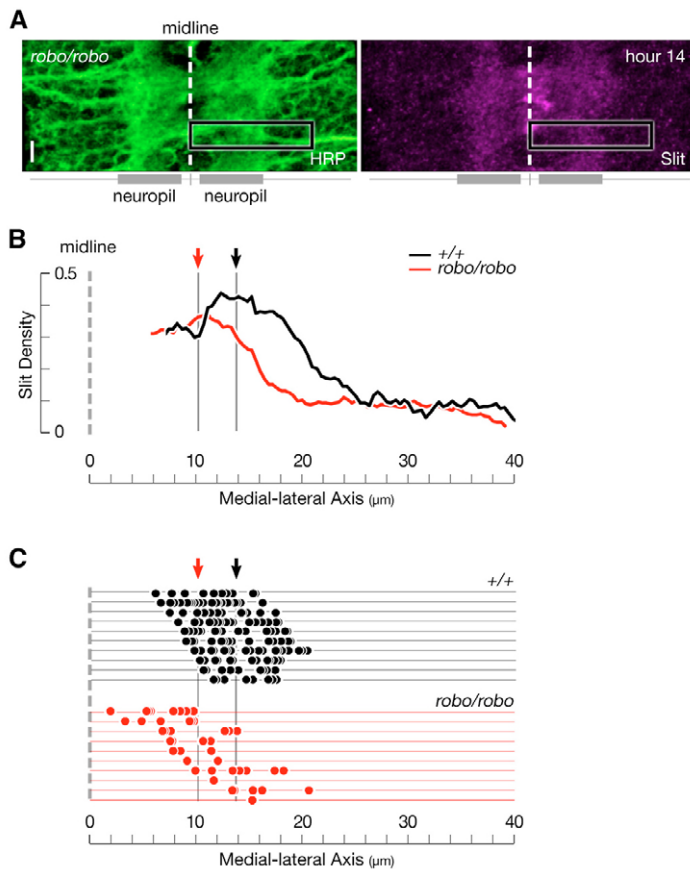 A
midline
robo/robo
hour 14
HRP
Slit
neuropil neuropil
B
midline
+/+
robo/robo
0.5
Slit Density
0
0 10 20 30 40
Medial-lateral Axis (µm)
C
+/+
robo/robo
0 10 20 30 40
Medial-lateral Axis (µm)